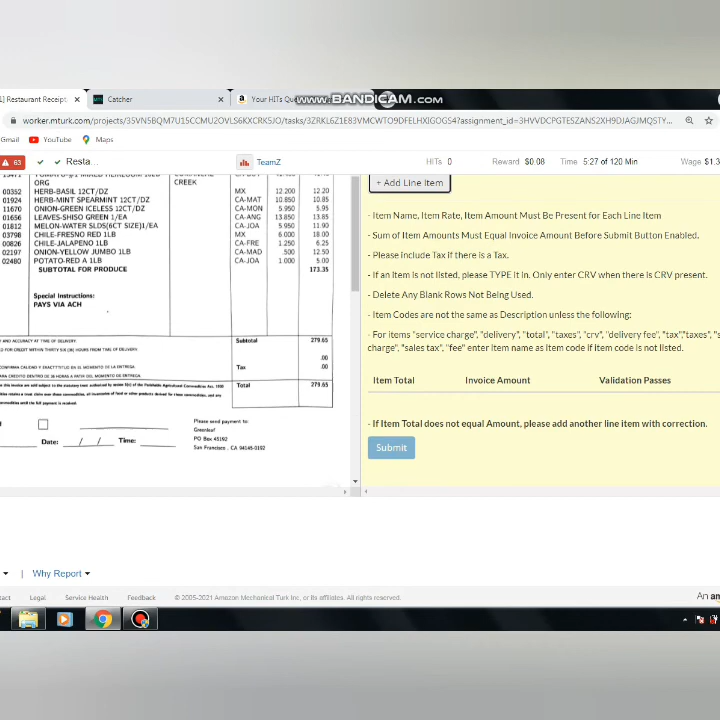 1] Restaurant Receipt
Catcher
Your HITs Qu
www.BANDICAM.com
worker.mturk.com/projects/
Gmail YouTube Maps
63 Resta... TeamZ HITs 0 Reward $0.08 Time 5:27 of 120 Min Wage $1.3
+ Add Line Item
ORG CREEK
00352 HERB-BASIL 12CT/DZ MX 12.200 12.20
01924 HERB-MINT SPEARMINT 12CT/DZ CA-MAT 10.850 10.85
11670 ONION-GREEN ICELESS 12CT/DZ CA-MON 5.950 5.95
01656 LEAVES-SHISO GREEN 1/EA CA-ANG 13.850 13.85
01812 MELON-WATER SLDS(6CT SIZE)1/EA CA-JOA 5.950 11.90
03798 CHILE-FRESNO RED 1LB MX 6.000 18.00
00826 CHILE-JALAPENO 1LB CA-FRE 1.250 6.25
02197 ONION-YELLOW JUMBO 1LB CA-MAD .500 12.50
02480 POTATO-RED A 1LB CA-JOA 1.000 5.00
SUBTOTAL FOR PRODUCE 173.35
Special Instructions:
PAYS VIA ACH
Subtotal 279.65
.00
Tax .00
Total 279.65
Date: / / Time:
Please send payment to:
Greenleaf
PO Box 45192
San Francisco , CA 94145-0192
- Item Name, Item Rate, Item Amount Must Be Present for Each Line Item
- Sum of Item Amounts Must Equal Invoice Amount Before Submit Button Enabled.
- Please include Tax if there is a Tax.
- If an Item is not listed, please TYPE it in. Only enter CRV when there is CRV present.
- Delete Any Blank Rows Not Being Used.
- Item Codes are not the same as Description unless the following:
- For items "service charge", "delivery", "total", "taxes", "crv", "delivery fee", "tax","taxes", "s
charge", "sales tax", "fee" enter item name as Item code if item code is not listed.
Item Total Invoice Amount Validation Passes
- If Item Total does not equal Amount, please add another line item with correction.
Submit
| Why Report
tact Legal Service Health Feedback © 2005-2021 Amazon Mechanical Turk, Inc. or its affiliates. All rights reserved. An am